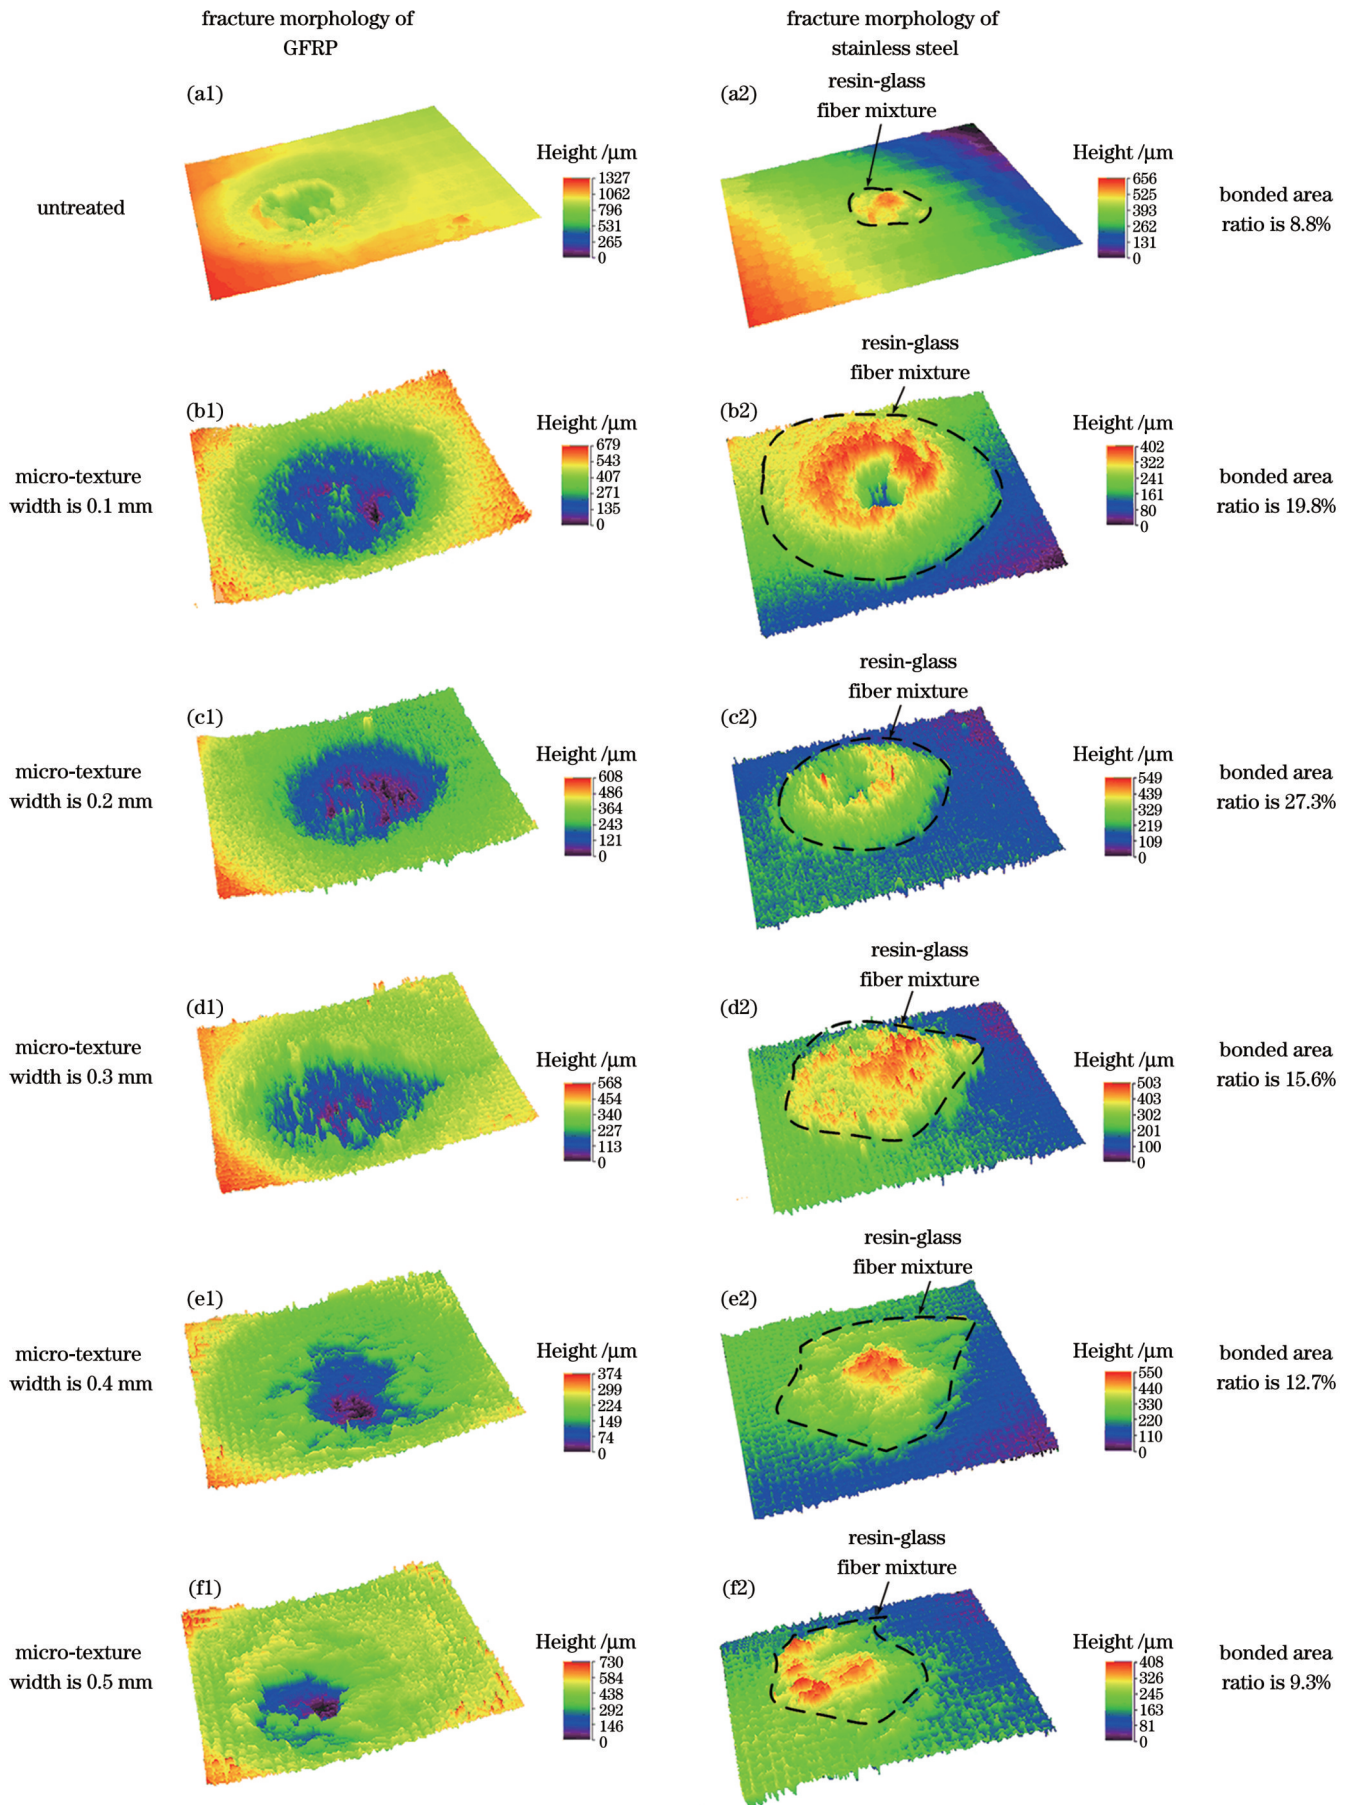 fracture morphology of
GFRP
fracture morphology of
stainless steel
untreated
(a1)
Height /μm
1327
1062
796
531
265
0
(a2)
resin-glass
fiber mixture
Height /μm
656
525
393
262
131
0
bonded area
ratio is 8.8%
micro-texture
width is 0.1 mm
(b1)
Height /μm
679
543
407
271
135
0
(b2)
resin-glass
fiber mixture
Height /μm
402
322
241
161
80
0
bonded area
ratio is 19.8%
micro-texture
width is 0.2 mm
(c1)
Height /μm
608
486
364
243
121
0
(c2)
resin-glass
fiber mixture
Height /μm
549
439
329
219
109
0
bonded area
ratio is 27.3%
micro-texture
width is 0.3 mm
(d1)
Height /μm
568
454
340
227
113
0
(d2)
resin-glass
fiber mixture
Height /μm
503
403
302
201
100
0
bonded area
ratio is 15.6%
micro-texture
width is 0.4 mm
(e1)
Height /μm
374
299
224
149
74
0
(e2)
resin-glass
fiber mixture
Height /μm
550
440
330
220
110
0
bonded area
ratio is 12.7%
micro-texture
width is 0.5 mm
(f1)
Height /μm
730
584
438
292
146
0
(f2)
resin-glass
fiber mixture
Height /μm
408
326
245
163
81
0
bonded area
ratio is 9.3%